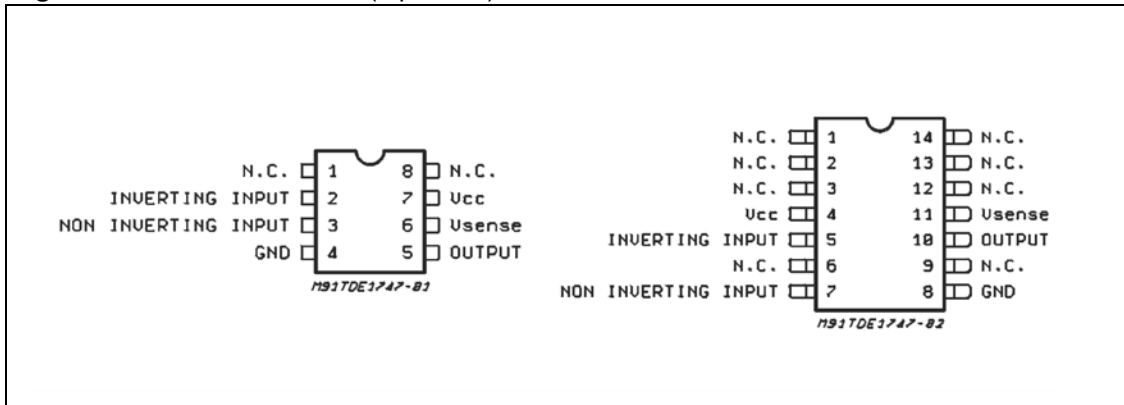 N.C. 1 8 N.C.
INVERTING INPUT 2 7 Vcc
NON INVERTING INPUT 3 6 Vsense
GND 4 5 OUTPUT
M91TDE1747-01
N.C. 1 14 N.C.
N.C. 2 13 N.C.
N.C. 3 12 N.C.
Vcc 4 11 Vsense
INVERTING INPUT 5 10 OUTPUT
N.C. 6 9 N.C.
NON INVERTING INPUT 7 8 GND
M91TDE1747-02